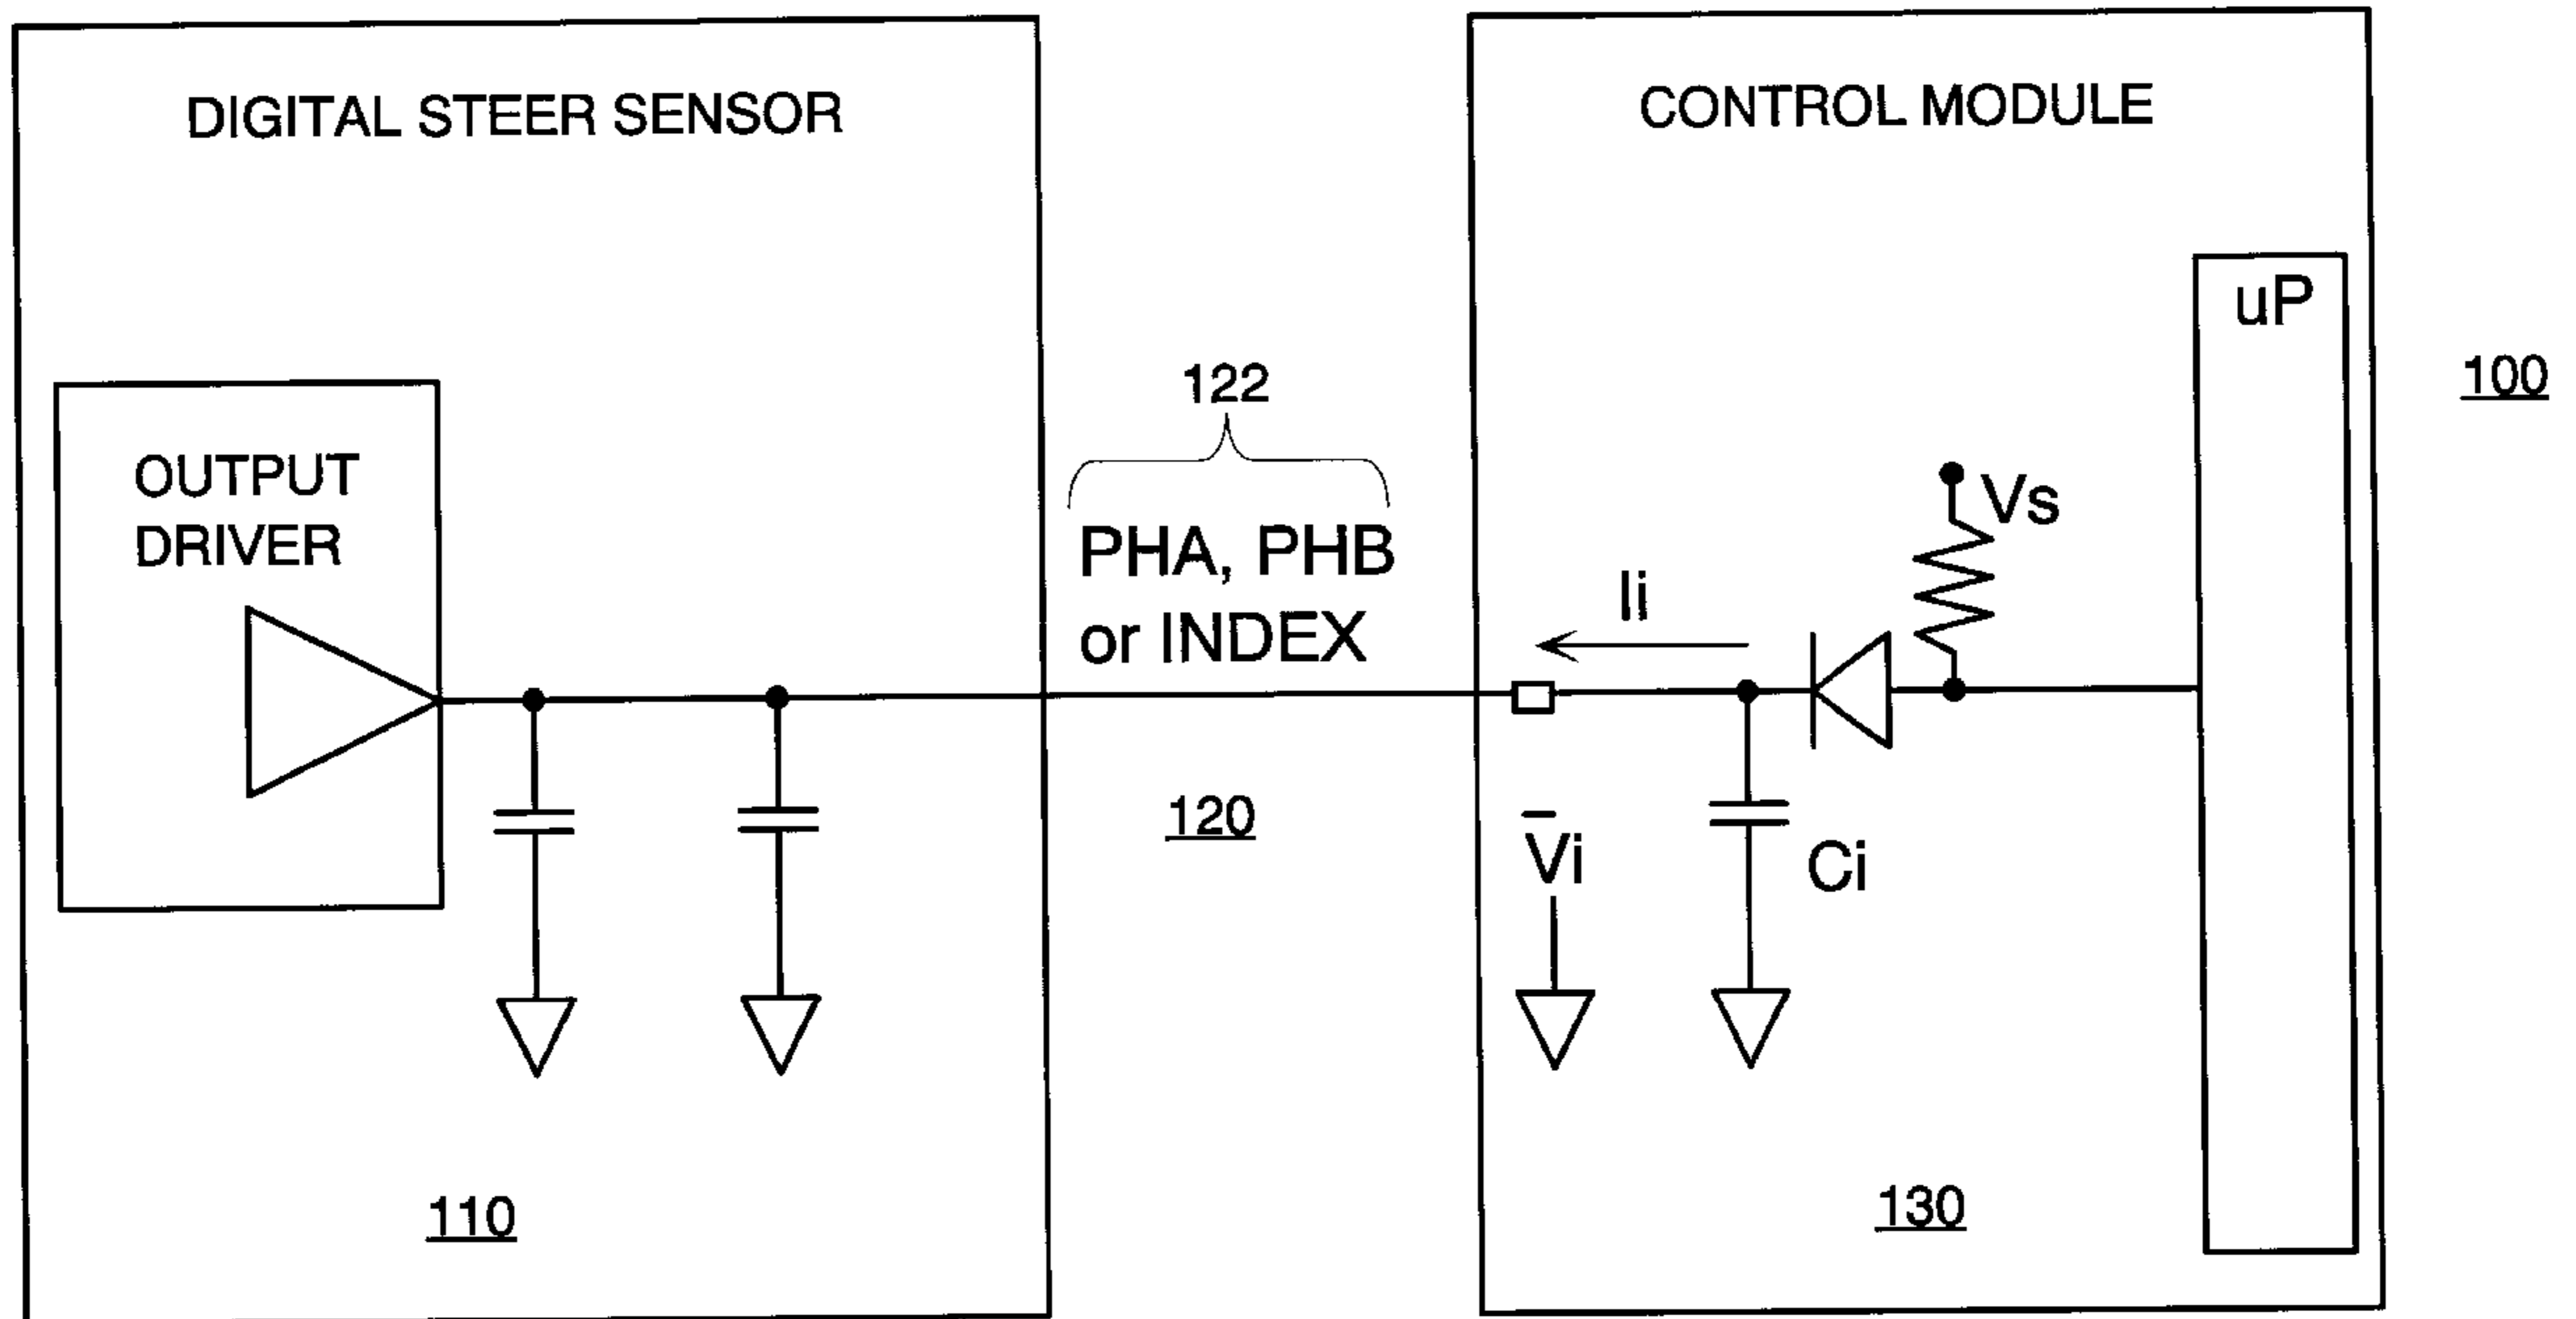 DIGITAL STEER SENSOR
CONTROL MODULE
uP
100
122
OUTPUT
DRIVER
PHA, PHB
or INDEX
Vs
Ii
120
Vi
Ci
110
130